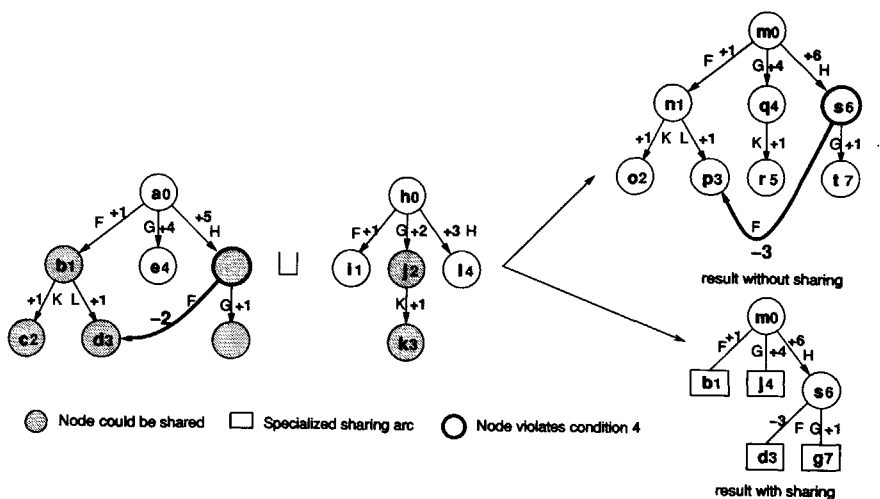 m0
F +1
G +4
+6 H
n1
q4
s6
+1 K L +1
K +1
G +1
o2
p3
r5
t7
F
-3
result without sharing
a0
F +1
G +4
+5 H
b1
e4
+1 K L +1
F
-2
G +1
c2
d3
⊔
h0
F +1
G +2
+3 H
i1
j2
l4
K +1
k3
m0
F +1
G +4
+6 H
b1
j4
s6
-3 F G +1
d3
g7
result with sharing
Node could be shared
Specialized sharing arc
Node violates condition 4